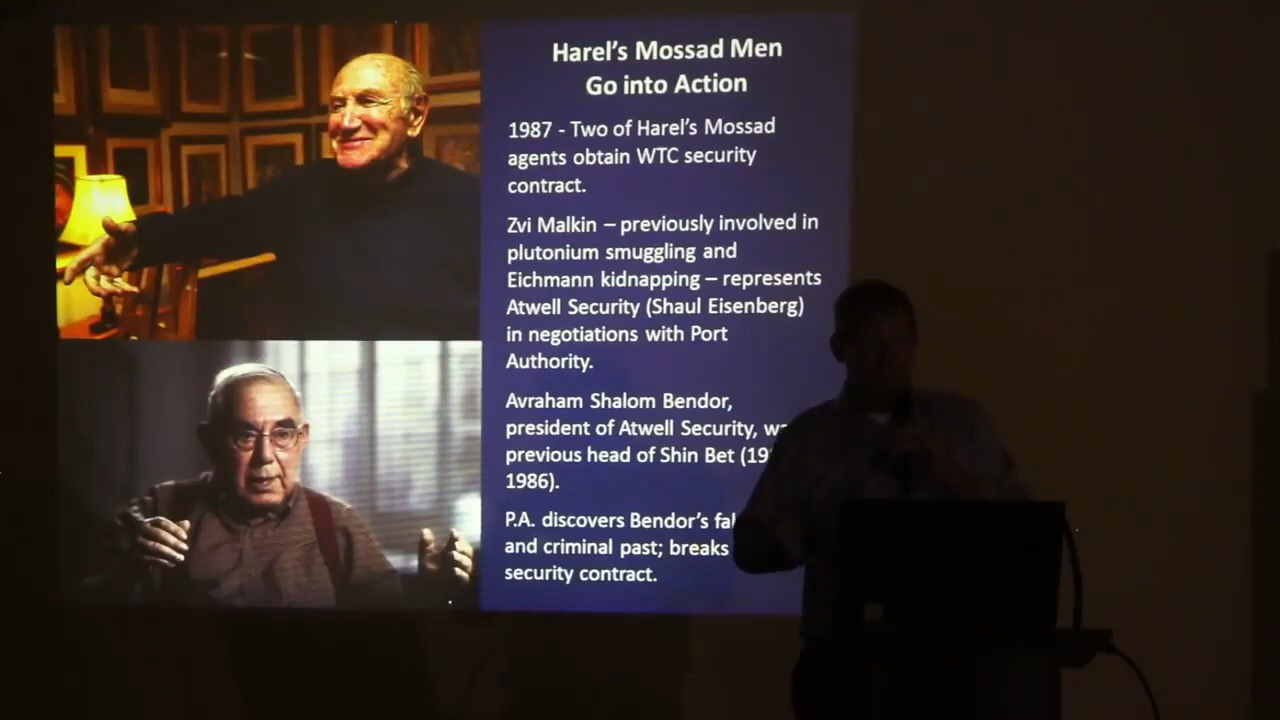 Harel's Mossad Men
Go into Action
1987 - Two of Harel's Mossad
agents obtain WTC security
contract.
Zvi Malkin – previously involved in
plutonium smuggling and
Eichmann kidnapping – represents
Atwell Security (Shaul Eisenberg)
in negotiations with Port
Authority.
Avraham Shalom Bendor,
president of Atwell Security,
previous head of Shin Bet
1986).
P.A. discovers Bendor's
and criminal past; breaks
security contract.